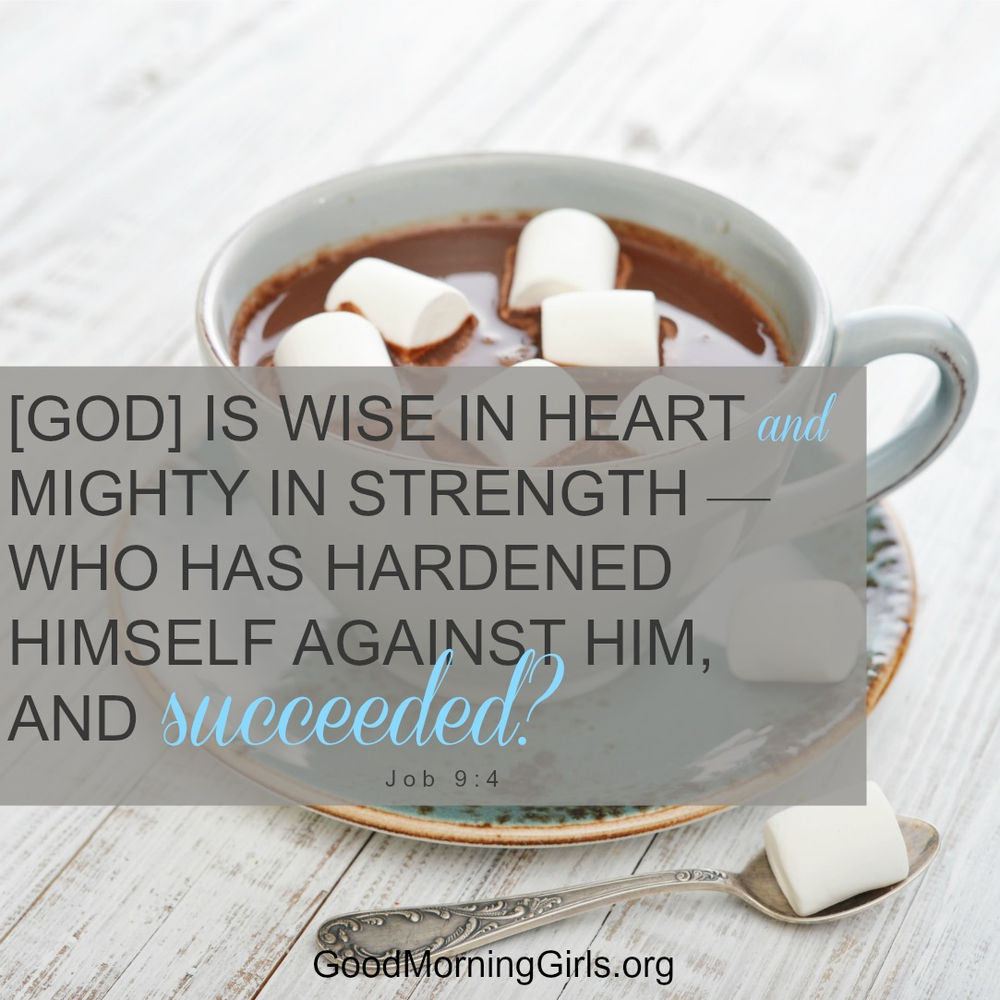 [GOD] IS WISE IN HEART and
MIGHTY IN STRENGTH —
WHO HAS HARDENED
HIMSELF AGAINST HIM,
AND succeeded?
Job 9:4
GoodMorningGirls.org